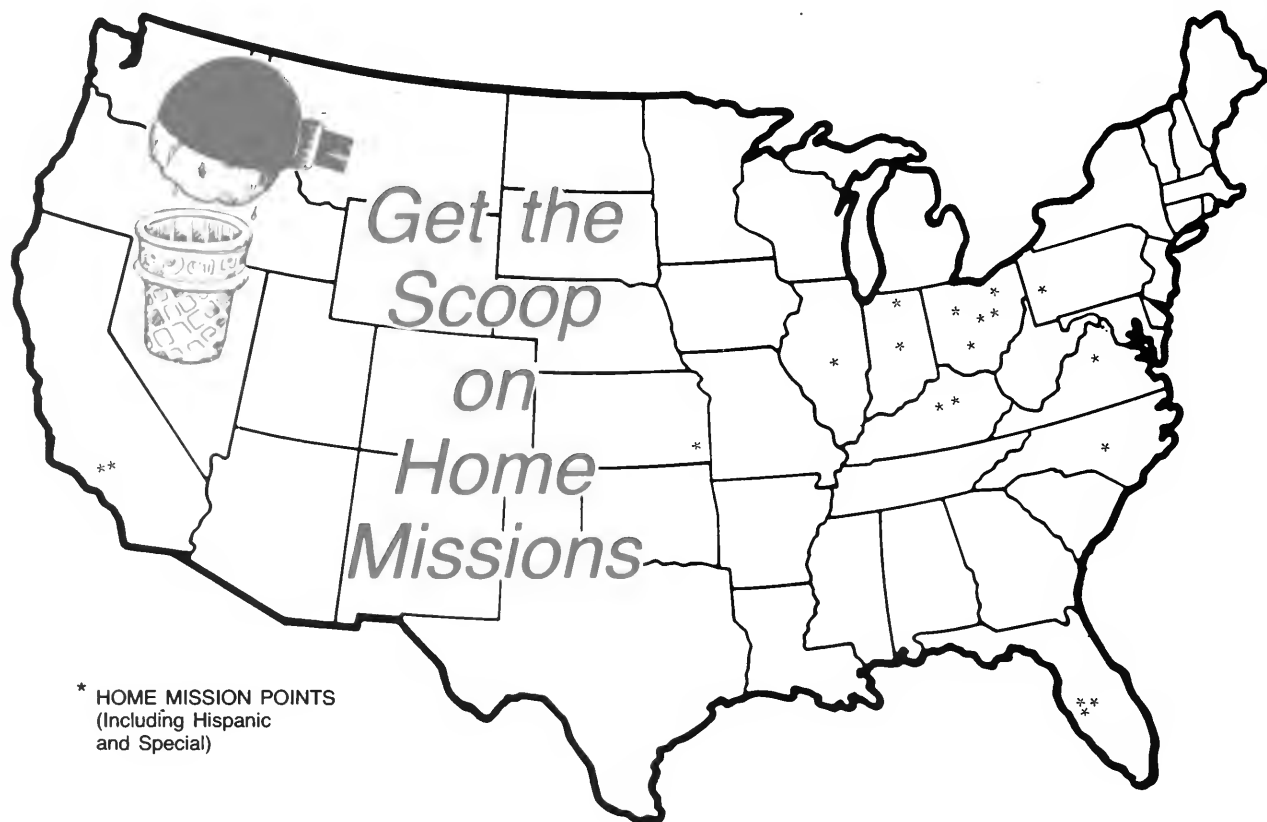 Get the
Scoop
on
Home
Missions
* HOME MISSION POINTS
(Including Hispanic
and Special)